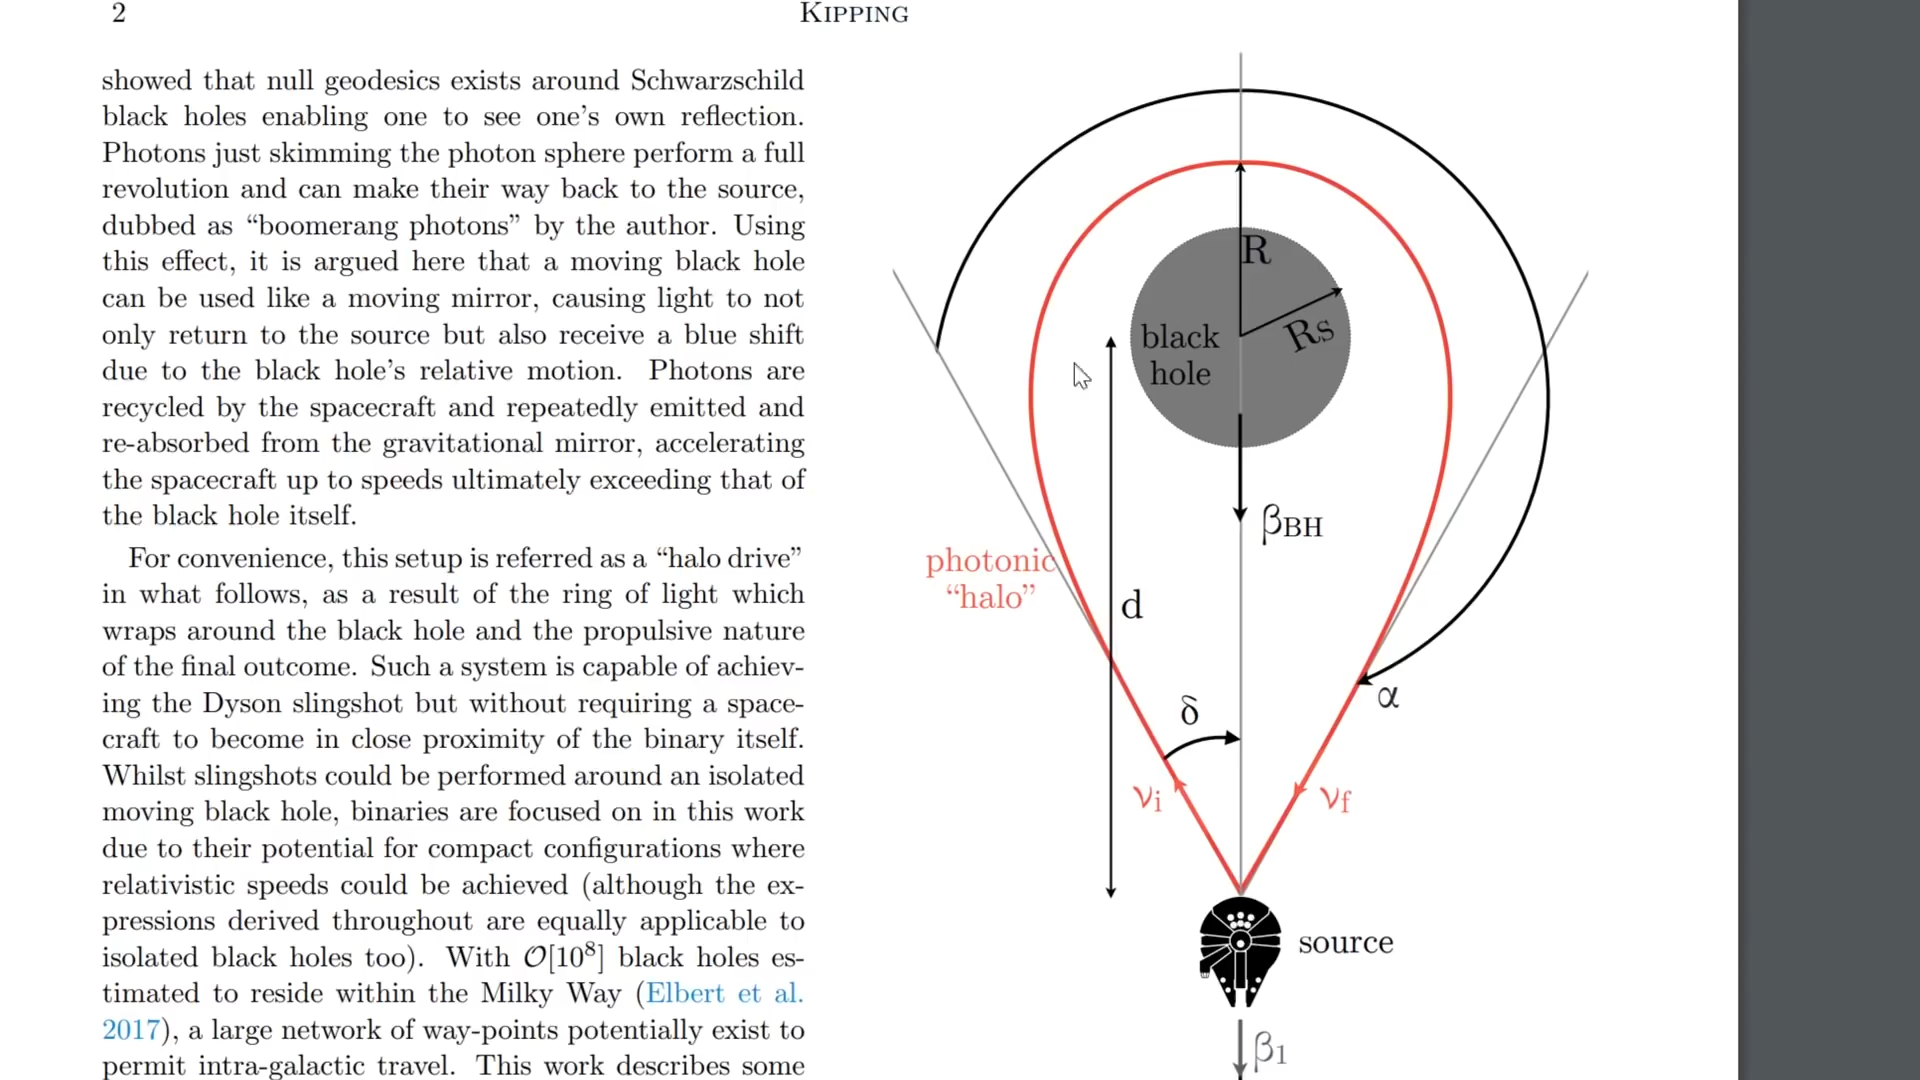 2
KIPPING
showed that null geodesics exists around Schwarzschild
black holes enabling one to see one's own reflection.
Photons just skimming the photon sphere perform a full
revolution and can make their way back to the source,
dubbed as “boomerang photons” by the author. Using
this effect, it is argued here that a moving black hole
can be used like a moving mirror, causing light to not
only return to the source but also receive a blue shift
due to the black hole's relative motion. Photons are
recycled by the spacecraft and repeatedly emitted and
re-absorbed from the gravitational mirror, accelerating
the spacecraft up to speeds ultimately exceeding that of
the black hole itself.
For convenience, this setup is referred as a “halo drive”
in what follows, as a result of the ring of light which
wraps around the black hole and the propulsive nature
of the final outcome. Such a system is capable of achiev-
ing the Dyson slingshot but without requiring a space-
craft to become in close proximity of the binary itself.
Whilst slingshots could be performed around an isolated
moving black hole, binaries are focused on in this work
due to their potential for compact configurations where
relativistic speeds could be achieved (although the ex-
pressions derived throughout are equally applicable to
isolated black holes too). With O[10⁸] black holes es-
timated to reside within the Milky Way (Elbert et al.
2017), a large network of way-points potentially exist to
permit intra-galactic travel. This work describes some
R
Rs
black
hole
βBH
photonic
“halo”
d
δ
α
νi
νf
source
β1